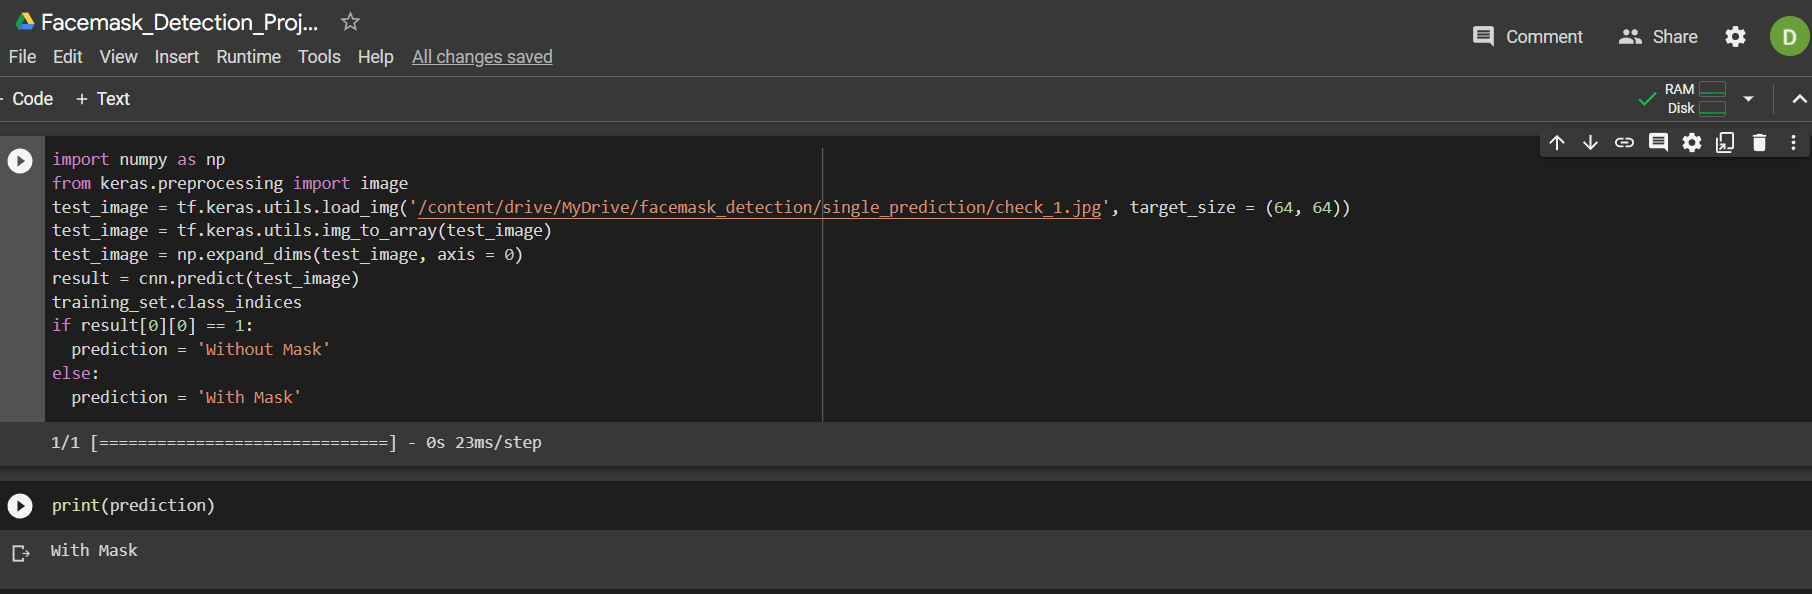 Facemask_Detection_Proj...
Comment
Share
D
File Edit View Insert Runtime Tools Help All changes saved
Code + Text
RAM
Disk
import numpy as np
from keras.preprocessing import image
test_image = tf.keras.utils.load_img('/content/drive/MyDrive/facemask_detection/single_prediction/check_1.jpg', target_size = (64, 64))
test_image = tf.keras.utils.img_to_array(test_image)
test_image = np.expand_dims(test_image, axis = 0)
result = cnn.predict(test_image)
training_set.class_indices
if result[0][0] == 1:
  prediction = 'Without Mask'
else:
  prediction = 'With Mask'
1/1 [==============================] - 0s 23ms/step
print(prediction)
With Mask